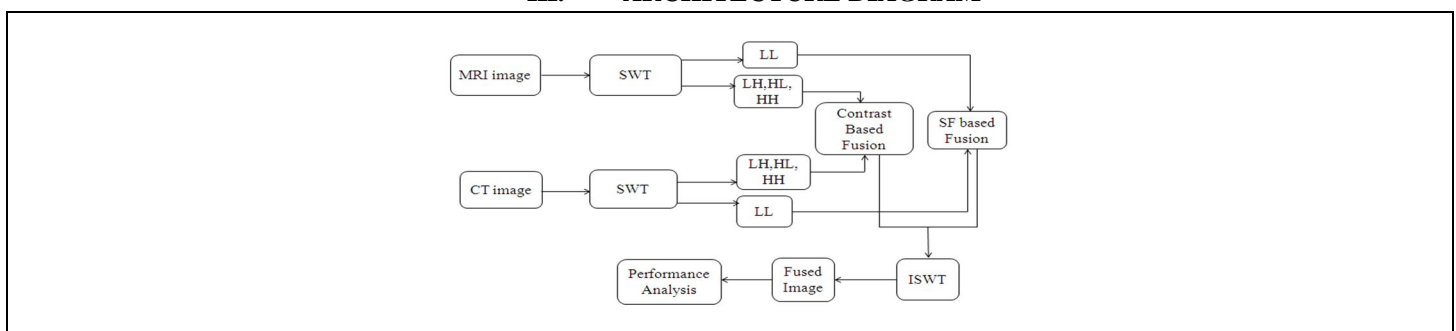 III. ARCHITECTURE DIAGRAM
MRI image
SWT
LL
LH,HL,
HH
Contrast
Based
Fusion
SF based
Fusion
CT image
SWT
LH,HL,
HH
LL
ISWT
Fused
Image
Performance
Analysis